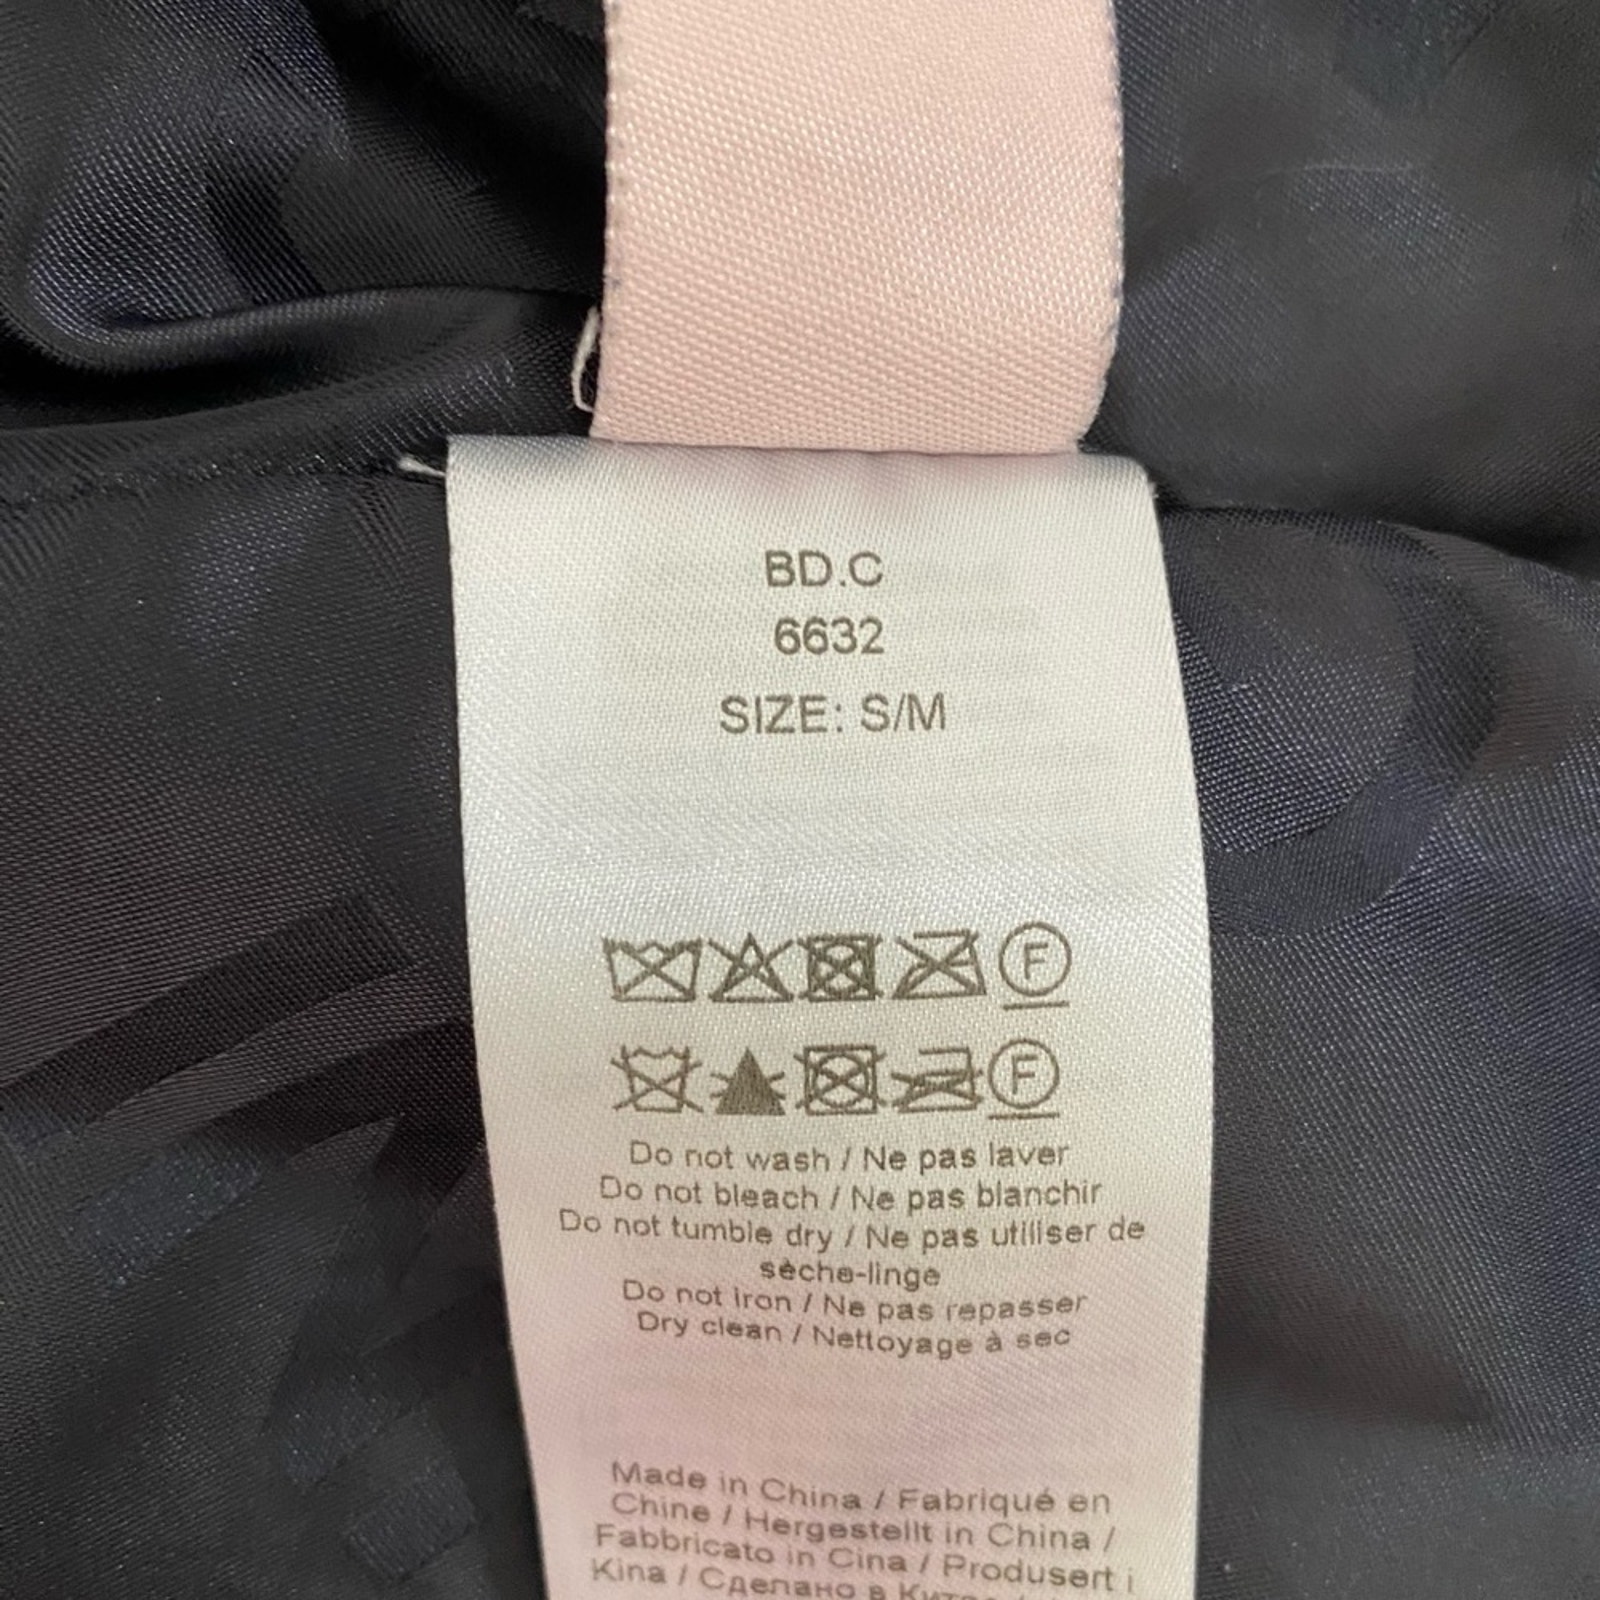 BD.C
6632
SIZE: S/M
F
F
Do not wash / Ne pas laver
Do not bleach / Ne pas blanchir
Do not tumble dry / Ne pas utiliser de
sèche-linge
Do not iron / Ne pas repasser
Dry clean / Nettoyage à sec
Made in China / Fabriqué en
Chine / Hergestellt in China /
Fabbricato in Cina / Produsert i
Kina / Сделано в